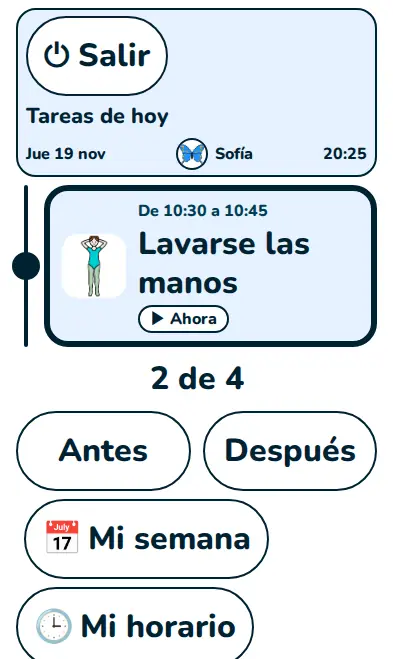 Salir
Tareas de hoy
Jue 19 nov
Sofía
20:25
De 10:30 a 10:45
Lavarse las
manos
Ahora
2 de 4
Antes
Después
July
17
Mi semana
Mi horario